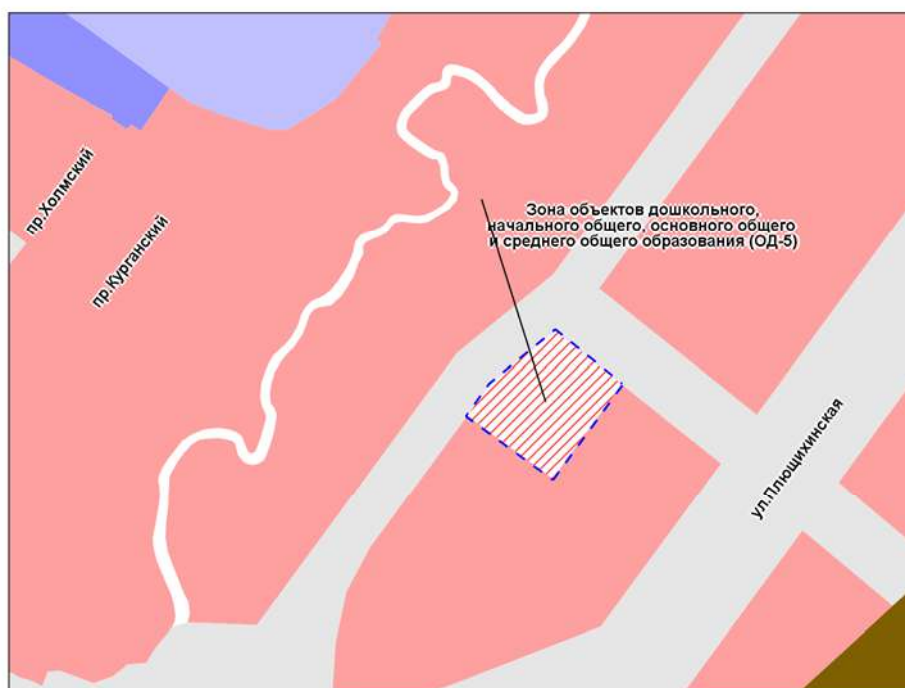 пр.Холмский
пр.Курганский
Зона объектов дошкольного,
начального общего, основного общего
и среднего общего образования (ОД-5)
ул.Плющихинская